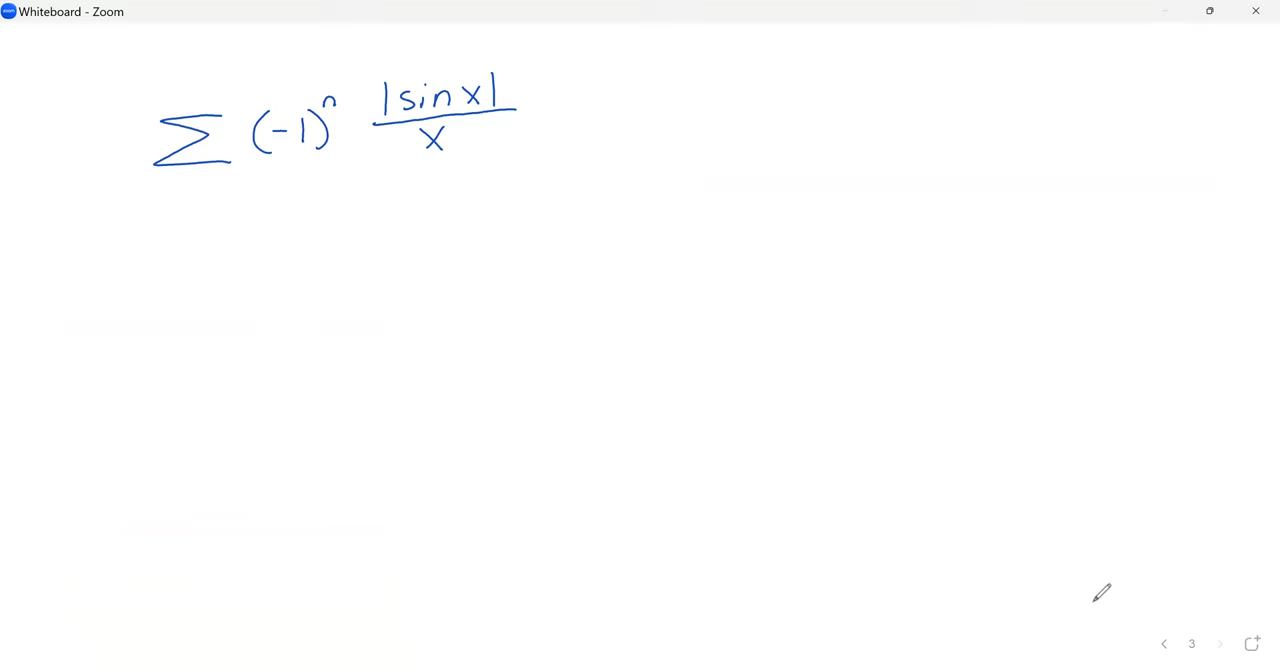 Whiteboard - Zoom
∑ (-1)^n |sin x| / x
3